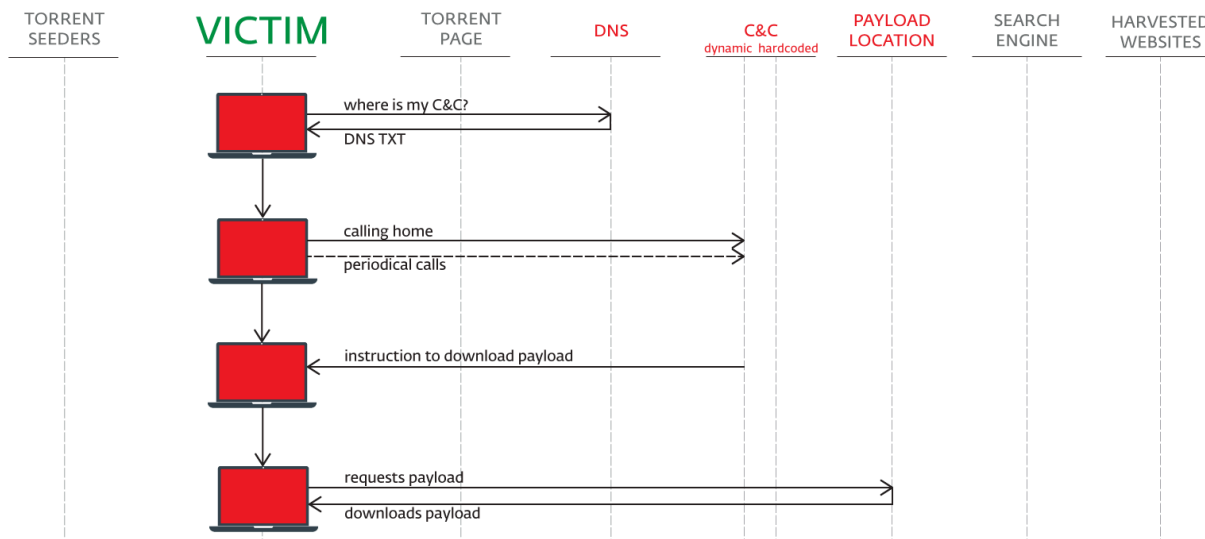 TORRENT
SEEDERS
VICTIM
TORRENT
PAGE
DNS
C&C
dynamic hardcoded
PAYLOAD
LOCATION
SEARCH
ENGINE
HARVESTED
WEBSITES
where is my C&C?
DNS TXT
calling home
periodical calls
instruction to download payload
requests payload
downloads payload